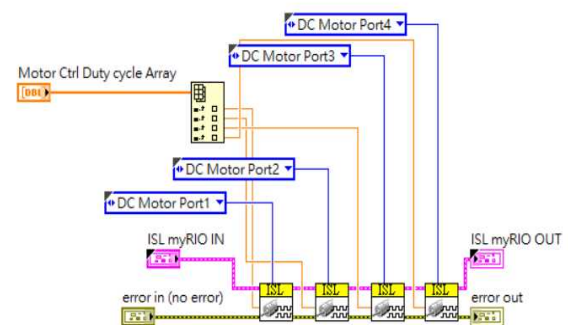 DC Motor Port4
DC Motor Port3
Motor Ctrl Duty cycle Array
[DBL]
DC Motor Port2
DC Motor Port1
ISL myRIO IN
ISL myRIO OUT
ISL ISL ISL ISL
error in (no error)
error out